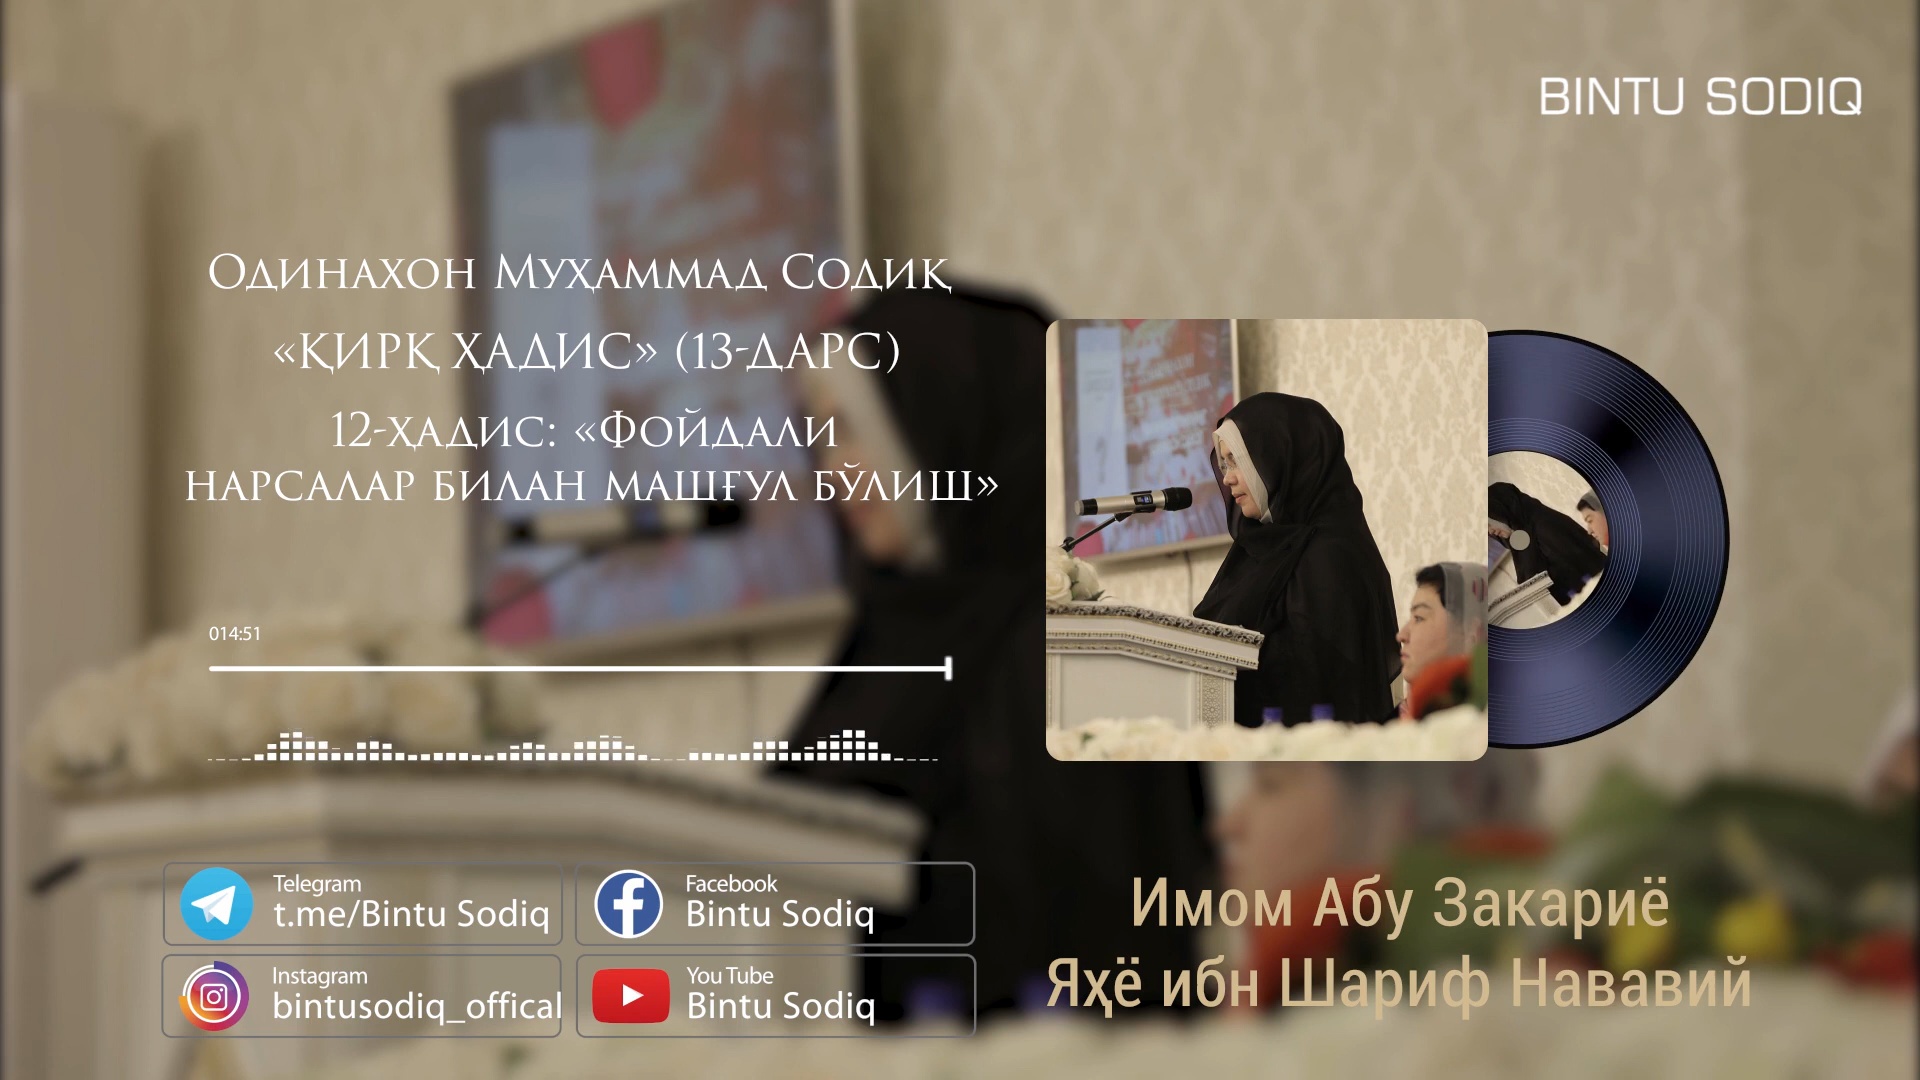 BINTU SODIQ
Одинахон Муҳаммад Содиқ
«ҚИРҚ ҲАДИС» (13-ДАРС)
12-ҳадис: «Фойдали
нарсалар билан машғул бўлиш»
014:51
Telegram
t.me/Bintu Sodiq
Facebook
Bintu Sodiq
Instagram
bintusodiq_offical
You Tube
Bintu Sodiq
Имом Абу Закариё
Яҳё ибн Шариф Нававий